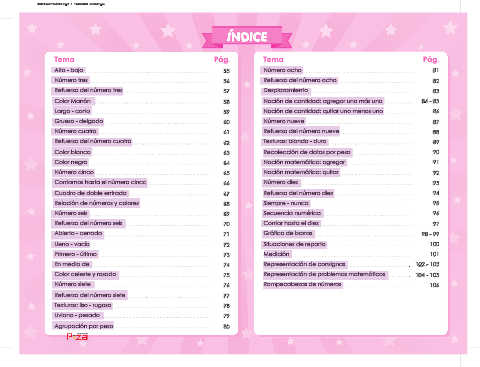 ÍNDICE
Tema Pág.
Alto - bajo 55
Número tres 56
Refuerzo del número tres 57
Color Marrón 58
Largo - corto 59
Grueso - delgado 60
Número cuatro 61
Refuerzo del número cuatro 62
Color blanco 63
Color negro 64
Número cinco 65
Contamos hasta el número cinco 66
Cuadro de doble entrada 67
Relación de números y colores 68
Número seis 69
Refuerzo del número seis 70
Abierto - cerrado 71
Lleno - vacío 72
Primero - último 73
En medio de 74
Color celeste y rosado 75
Número siete 76
Refuerzo del número siete 77
Texturas: liso - rugoso 78
Liviano - pesado 79
Agrupación por peso 80
Tema Pág.
Número ocho 81
Refuerzo del número ocho 82
Desplazamiento 83
Noción de cantidad: agregar uno más uno 84 - 85
Noción de cantidad: quitar uno menos uno 86
Número nueve 87
Refuerzo del número nueve 88
Texturas: blando - duro 89
Recolección de datos por peso 90
Noción matemático: agregar 91
Noción matemático: quitar 92
Número diez 93
Refuerzo del número diez 94
Siempre - nunca 95
Secuencia numérica 96
Contar hasta el diez 97
Gráfico de barras 98 - 99
Situaciones de reparto 100
Medición 101
Representación de consignas 102 - 103
Representación de problemas matemáticos 104 - 105
Rompecabezas de números 106